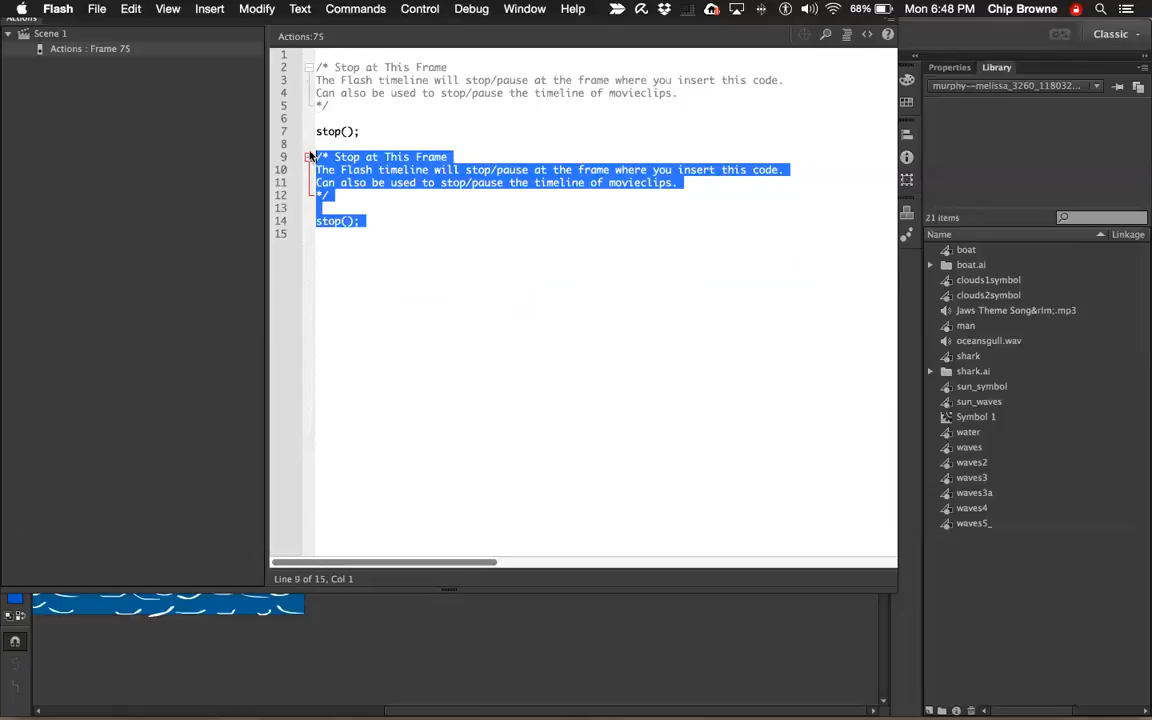 Flash File Edit View Insert Modify Text Commands Control Debug Window Help 68% Mon 6:48 PM Chip Browne
Actions
Scene 1
Actions : Frame 75
Actions:75
Classic
1
2 /* Stop at This Frame
3 The Flash timeline will stop/pause at the frame where you insert this code.
4 Can also be used to stop/pause the timeline of movieclips.
5 */
6
7 stop();
8
9 /* Stop at This Frame
10 The Flash timeline will stop/pause at the frame where you insert this code.
11 Can also be used to stop/pause the timeline of movieclips.
12 */
13
14 stop();
15
Line 9 of 15, Col 1
Properties Library
murphy--melissa_3260_118032...
21 items
Name Linkage
boat
boat.ai
clouds1symbol
clouds2symbol
Jaws Theme Song&rlm;.mp3
man
oceansgull.wav
shark
shark.ai
sun_symbol
sun_waves
Symbol 1
water
waves
waves2
waves3
waves3a
waves4
waves5_